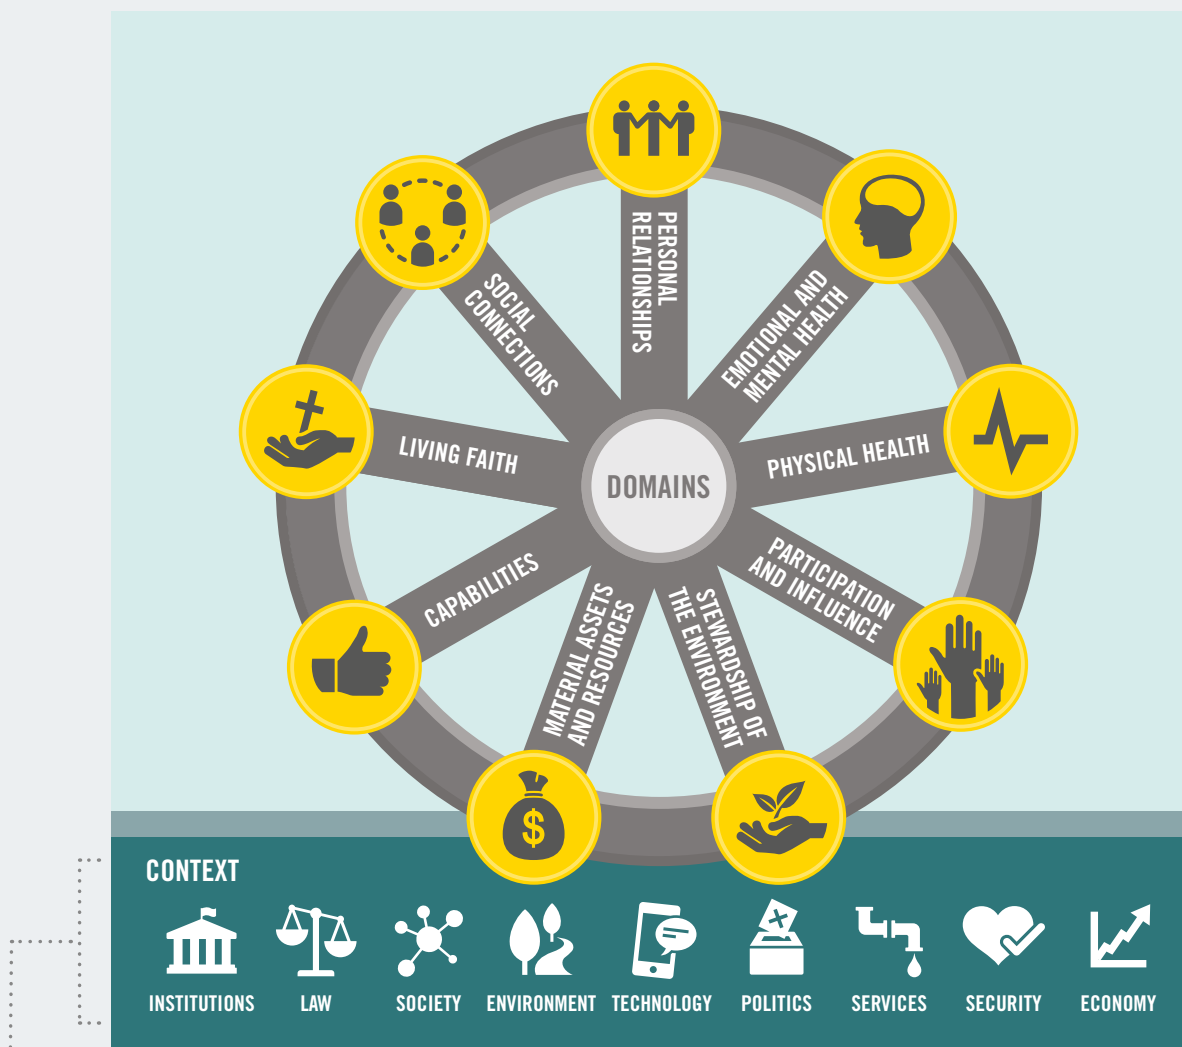 PERSONAL
RELATIONSHIPS
EMOTIONAL AND
MENTAL HEALTH
PHYSICAL HEALTH
PARTICIPATION
AND INFLUENCE
STEWARDSHIP OF
THE ENVIRONMENT
MATERIAL ASSETS
AND RESOURCES
CAPABILITIES
LIVING FAITH
SOCIAL
CONNECTIONS
DOMAINS
$
CONTEXT
INSTITUTIONS
LAW
SOCIETY
ENVIRONMENT
TECHNOLOGY
POLITICS
SERVICES
SECURITY
ECONOMY